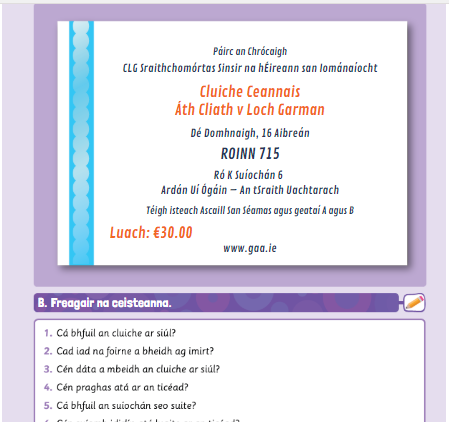 Páirc an Chrócaigh
CLG Sraithchomórtas Sinsir na hÉireann san Iománaíocht
Cluiche Ceannais
Áth Cliath v Loch Garman
Dé Domhnaigh, 16 Aibreán
ROINN 715
Ró K Suíochán 6
Ardán Uí Ógáin – An tSraith Uachtarach
Téigh isteach Ascaill San Séamas agus geataí A agus B
Luach: €30.00
www.gaa.ie
B. Freagair na ceisteanna.
1. Cá bhfuil an cluiche ar siúl?
2. Cad iad na foirne a bheidh ag imirt?
3. Cén dáta a mbeidh an cluiche ar siúl?
4. Cén praghas atá ar an ticéad?
5. Cá bhfuil an suíochán seo suite?